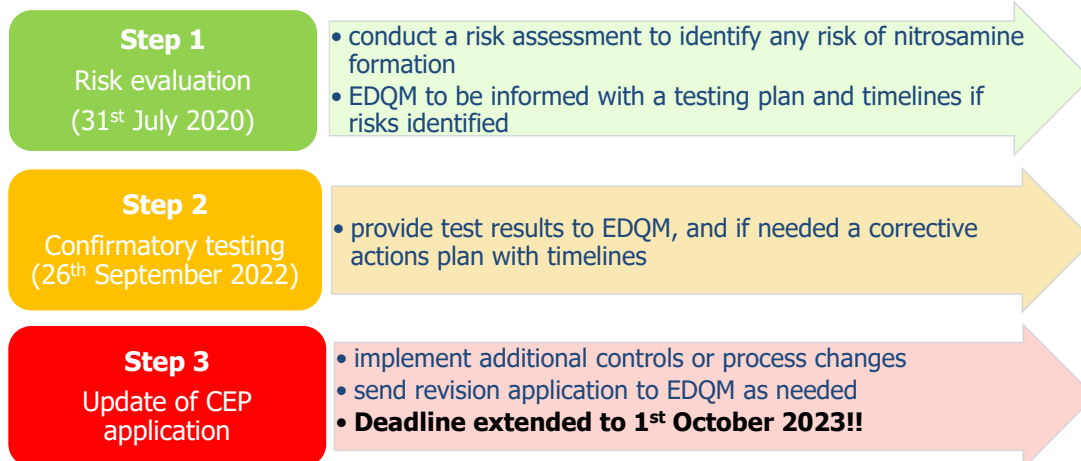 Step 1
Risk evaluation
(31st July 2020)
• conduct a risk assessment to identify any risk of nitrosamine
formation
• EDQM to be informed with a testing plan and timelines if
risks identified
Step 2
Confirmatory testing
(26th September 2022)
• provide test results to EDQM, and if needed a corrective
actions plan with timelines
Step 3
Update of CEP
application
• implement additional controls or process changes
• send revision application to EDQM as needed
• Deadline extended to 1st October 2023!!